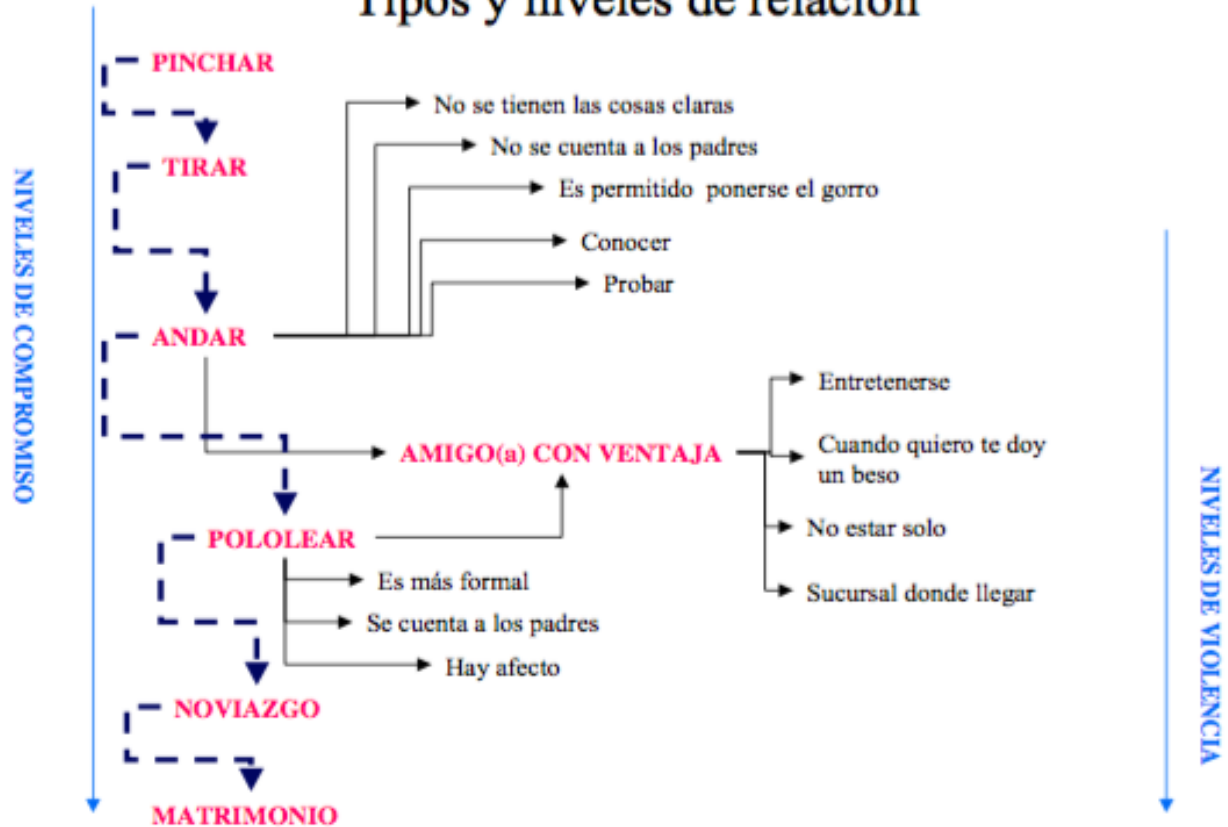 Tipos y niveles de relación
PINCHAR
No se tienen las cosas claras
No se cuenta a los padres
TIRAR
Es permitido ponerse el gorro
Conocer
Probar
ANDAR
Entretenerse
AMIGO(a) CON VENTAJA
Cuando quiero te doy
un beso
No estar solo
POLOLEAR
Es más formal
Sucursal donde llegar
Se cuenta a los padres
Hay afecto
NOVIAZGO
MATRIMONIO
NIVELES DE COMPROMISO
NIVELES DE VIOLENCIA